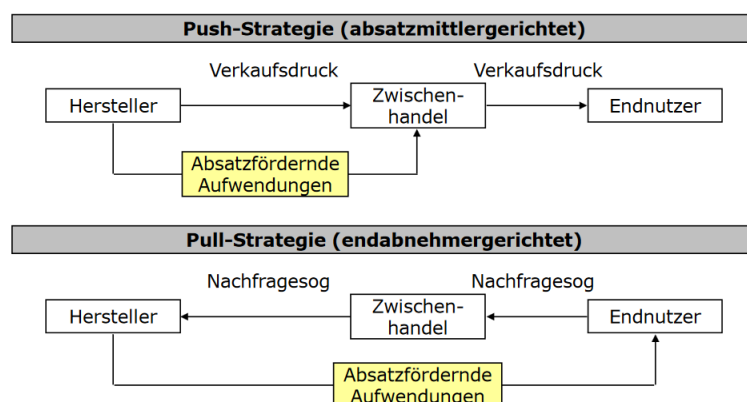 Push-Strategie (absatzmittlergerichtet)
Verkaufsdruck
Verkaufsdruck
Hersteller
Zwischen-
handel
Endnutzer
Absatzfördernde
Aufwendungen
Pull-Strategie (endabnehmergerichtet)
Nachfragesog
Nachfragesog
Hersteller
Zwischen-
handel
Endnutzer
Absatzfördernde
Aufwendungen